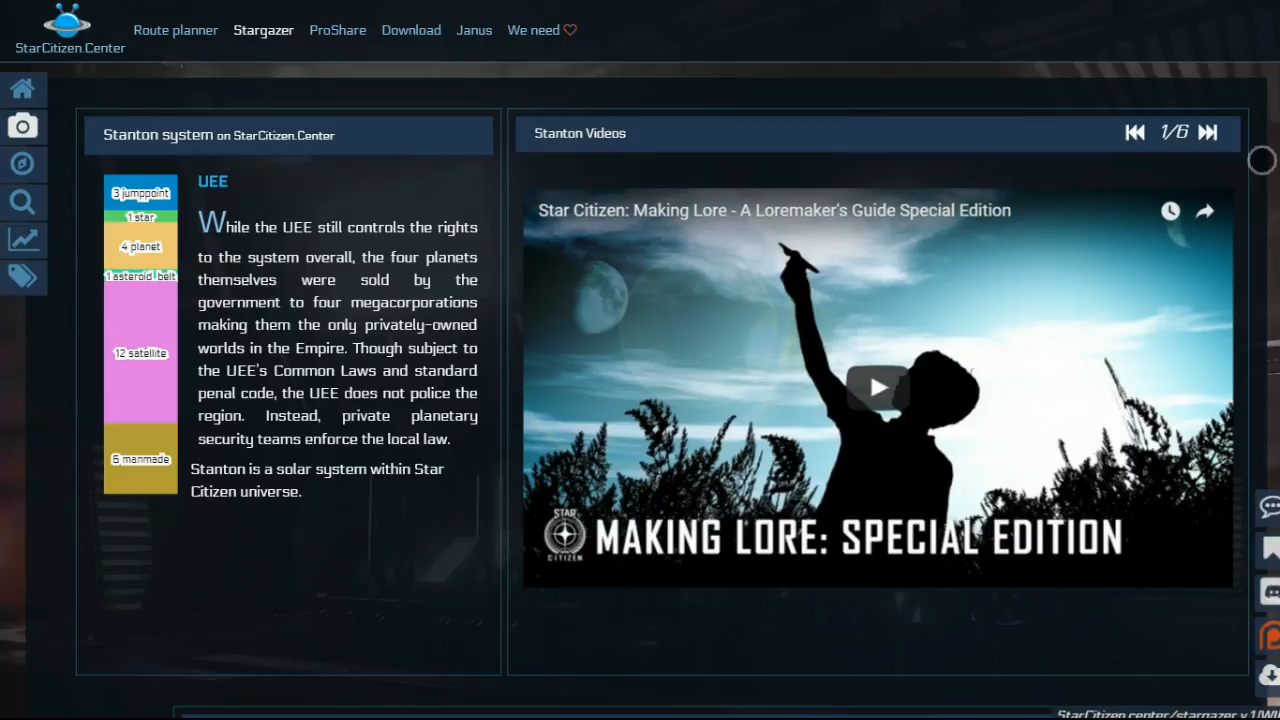 Route planner Stargazer ProShare Download Janus We need
StarCitizen.Center
Stanton system on StarCitizen.Center
3 jumppoint
1 star
4 planet
1 asteroid belt
12 satellite
6 manmade
UEE
While the UEE still controls the rights
to the system overall, the four planets
themselves were sold by the
government to four megacorporations
making them the only privately-owned
worlds in the Empire. Though subject to
the UEE's Common Laws and standard
penal code, the UEE does not police the
region. Instead, private planetary
security teams enforce the local law.
Stanton is a solar system within Star
Citizen universe.
Stanton Videos
1/6
Star Citizen: Making Lore - A Loremaker's Guide Special Edition
STAR
CITIZEN
MAKING LORE: SPECIAL EDITION
StarCitizen.center/stargazer v.1(WI